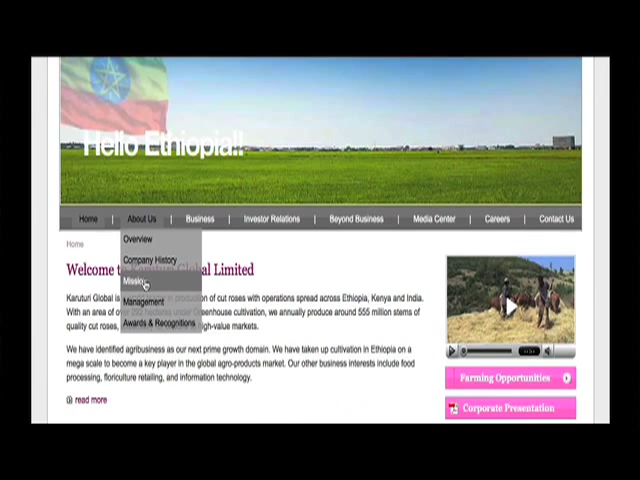 Hello Ethiopia!!
Home | About Us | Business | Investor Relations | Beyond Business | Media Center | Careers | Contact Us
Home
Overview
Company History
Mission
Management
Awards & Recognitions
Welcome Global Limited
Karuturi Global is in production of cut roses with operations spread across Ethiopia, Kenya and India.
With an area of over 292 hectares under Greenhouse cultivation, we annually produce around 555 million stems of
quality cut roses, high-value markets.
We have identified agribusiness as our next prime growth domain. We have taken up cultivation in Ethiopia on a
mega scale to become a key player in the global agro-products market. Our other business interests include food
processing, floriculture retailing, and information technology.
read more
Farming Opportunities
Corporate Presentation